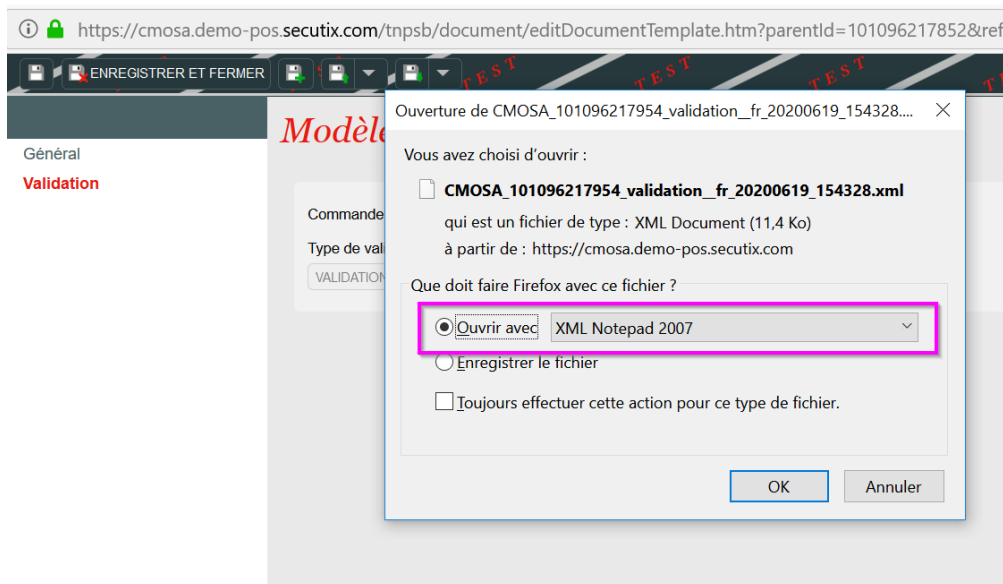 https://cmosa.demo-pos.secutix.com/tnpsb/document/editDocumentTemplate.htm?parentId=101096217852&ref
ENREGISTRER ET FERMER
TEST
TEST
TEST
Ouverture de CMOSA_101096217954_validation__fr_20200619_154328....
Modèle
Vous avez choisi d'ouvrir :
Général
CMOSA_101096217954_validation__fr_20200619_154328.xml
Validation
Commande
qui est un fichier de type : XML Document (11,4 Ko)
Type de val
à partir de : https://cmosa.demo-pos.secutix.com
VALIDATION
Que doit faire Firefox avec ce fichier ?
Ouvrir avec XML Notepad 2007
Enregistrer le fichier
Toujours effectuer cette action pour ce type de fichier.
OK Annuler